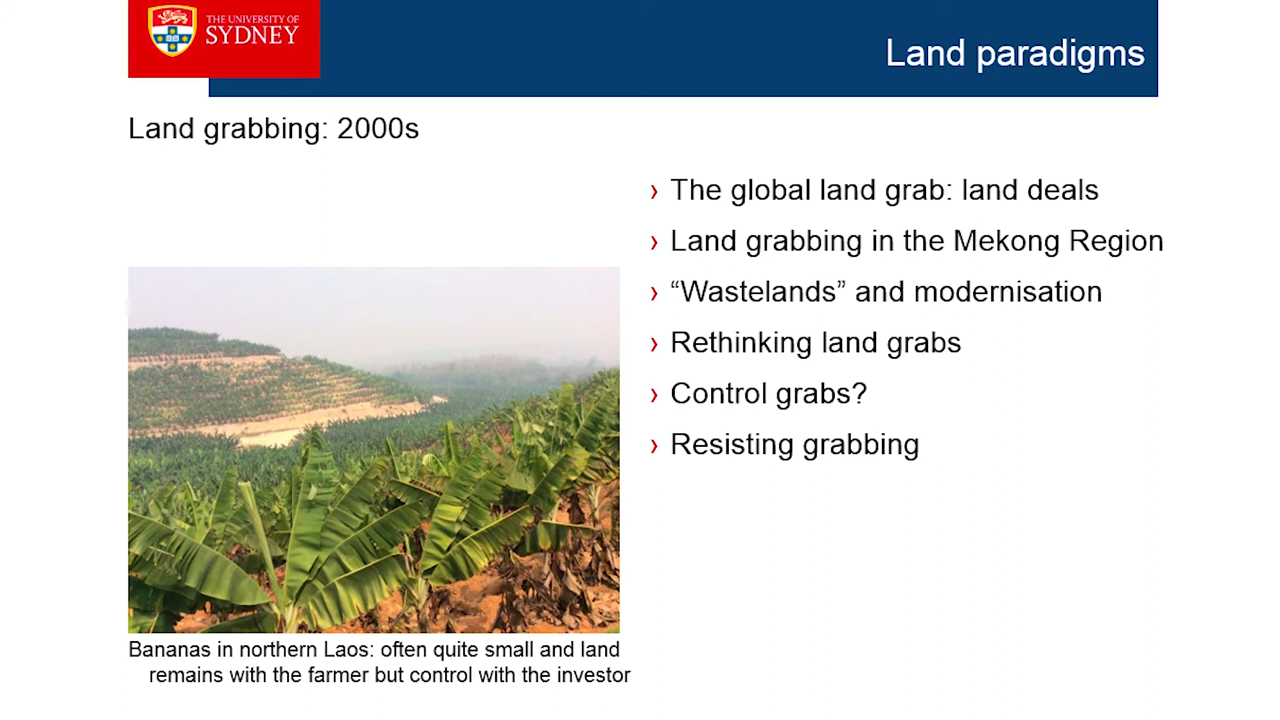 THE UNIVERSITY OF
SYDNEY
Land paradigms
Land grabbing: 2000s
› The global land grab: land deals
› Land grabbing in the Mekong Region
› “Wastelands” and modernisation
› Rethinking land grabs
› Control grabs?
› Resisting grabbing
Bananas in northern Laos: often quite small and land
remains with the farmer but control with the investor